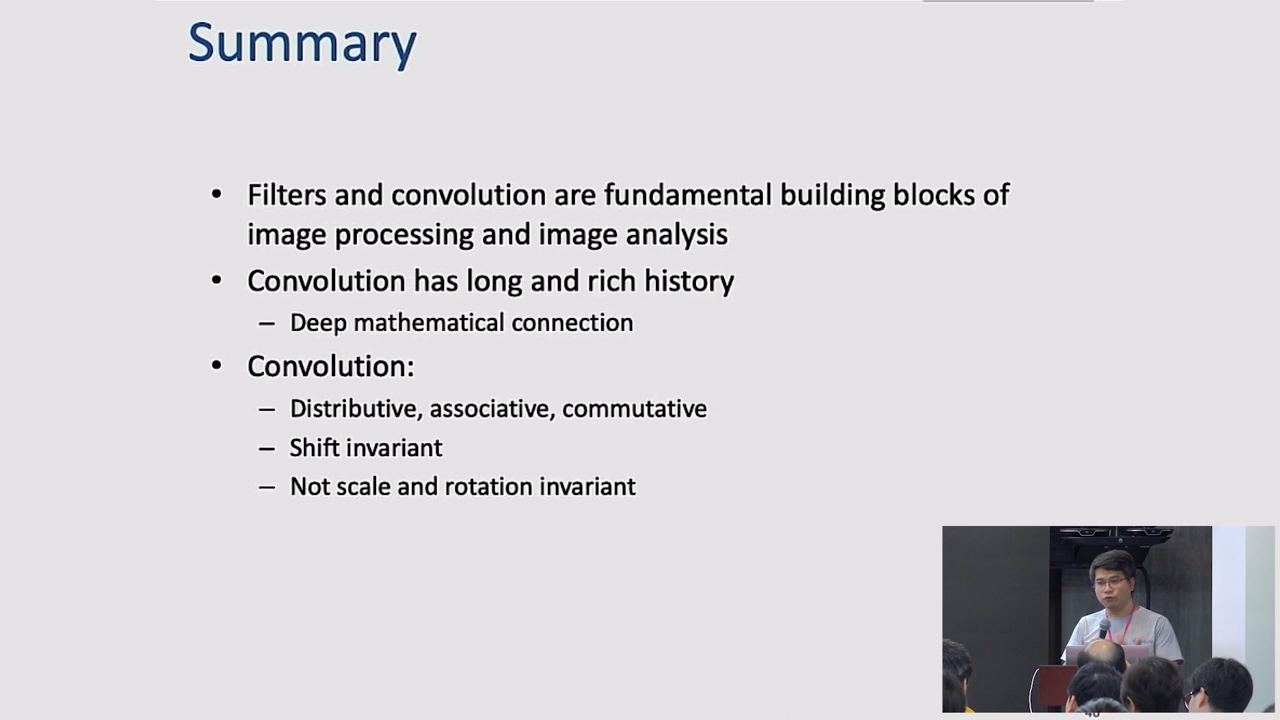 Summary
• Filters and convolution are fundamental building blocks of
image processing and image analysis
• Convolution has long and rich history
– Deep mathematical connection
• Convolution:
– Distributive, associative, commutative
– Shift invariant
– Not scale and rotation invariant